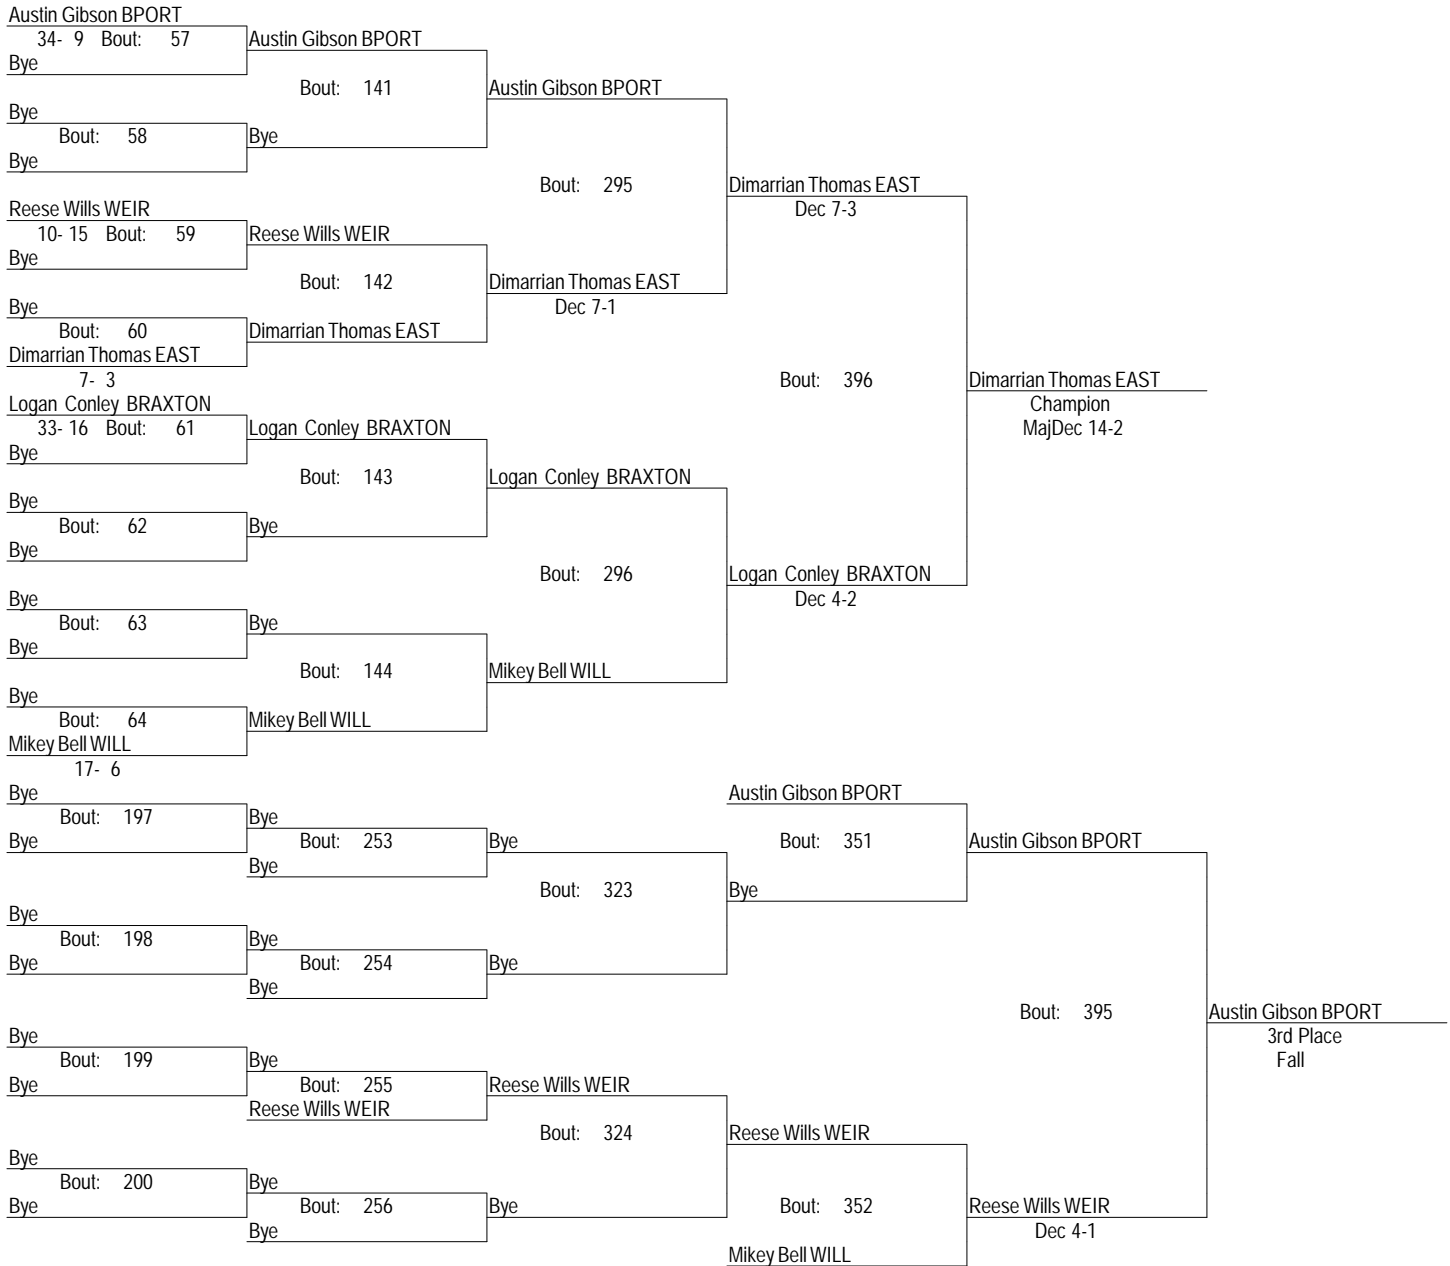 Austin Gibson BPORT
34- 9 Bout: 57 Austin Gibson BPORT
Bye
Bout: 141 Austin Gibson BPORT
Bye
Bout: 58 Bye
Bye
Bout: 295 Dimarrian Thomas EAST
Dec 7-3
Reese Wills WEIR
10- 15 Bout: 59 Reese Wills WEIR
Bye
Bout: 142 Dimarrian Thomas EAST
Dec 7-1
Bye
Bout: 60 Dimarrian Thomas EAST
Dimarrian Thomas EAST
7- 3
Bout: 396 Dimarrian Thomas EAST
Champion
MajDec 14-2
Logan Conley BRAXTON
33- 16 Bout: 61 Logan Conley BRAXTON
Bye
Bout: 143 Logan Conley BRAXTON
Bye
Bout: 62 Bye
Bye
Bout: 296 Logan Conley BRAXTON
Dec 4-2
Bye
Bout: 63 Bye
Bye
Bout: 144 Mikey Bell WILL
Bye
Bout: 64 Mikey Bell WILL
Mikey Bell WILL
17- 6
Bye Austin Gibson BPORT
Bout: 197 Bye
Bye Bout: 253 Bye Bout: 351 Austin Gibson BPORT
Bye
Bout: 323 Bye
Bye
Bout: 198 Bye
Bye Bout: 254 Bye
Bye
Bout: 395 Austin Gibson BPORT
3rd Place
Fall
Bye
Bout: 199 Bye
Bye Bout: 255 Reese Wills WEIR
Reese Wills WEIR
Bout: 324 Reese Wills WEIR
Bye
Bout: 200 Bye
Bye Bout: 256 Bye Bout: 352 Reese Wills WEIR
Bye Dec 4-1
Mikey Bell WILL